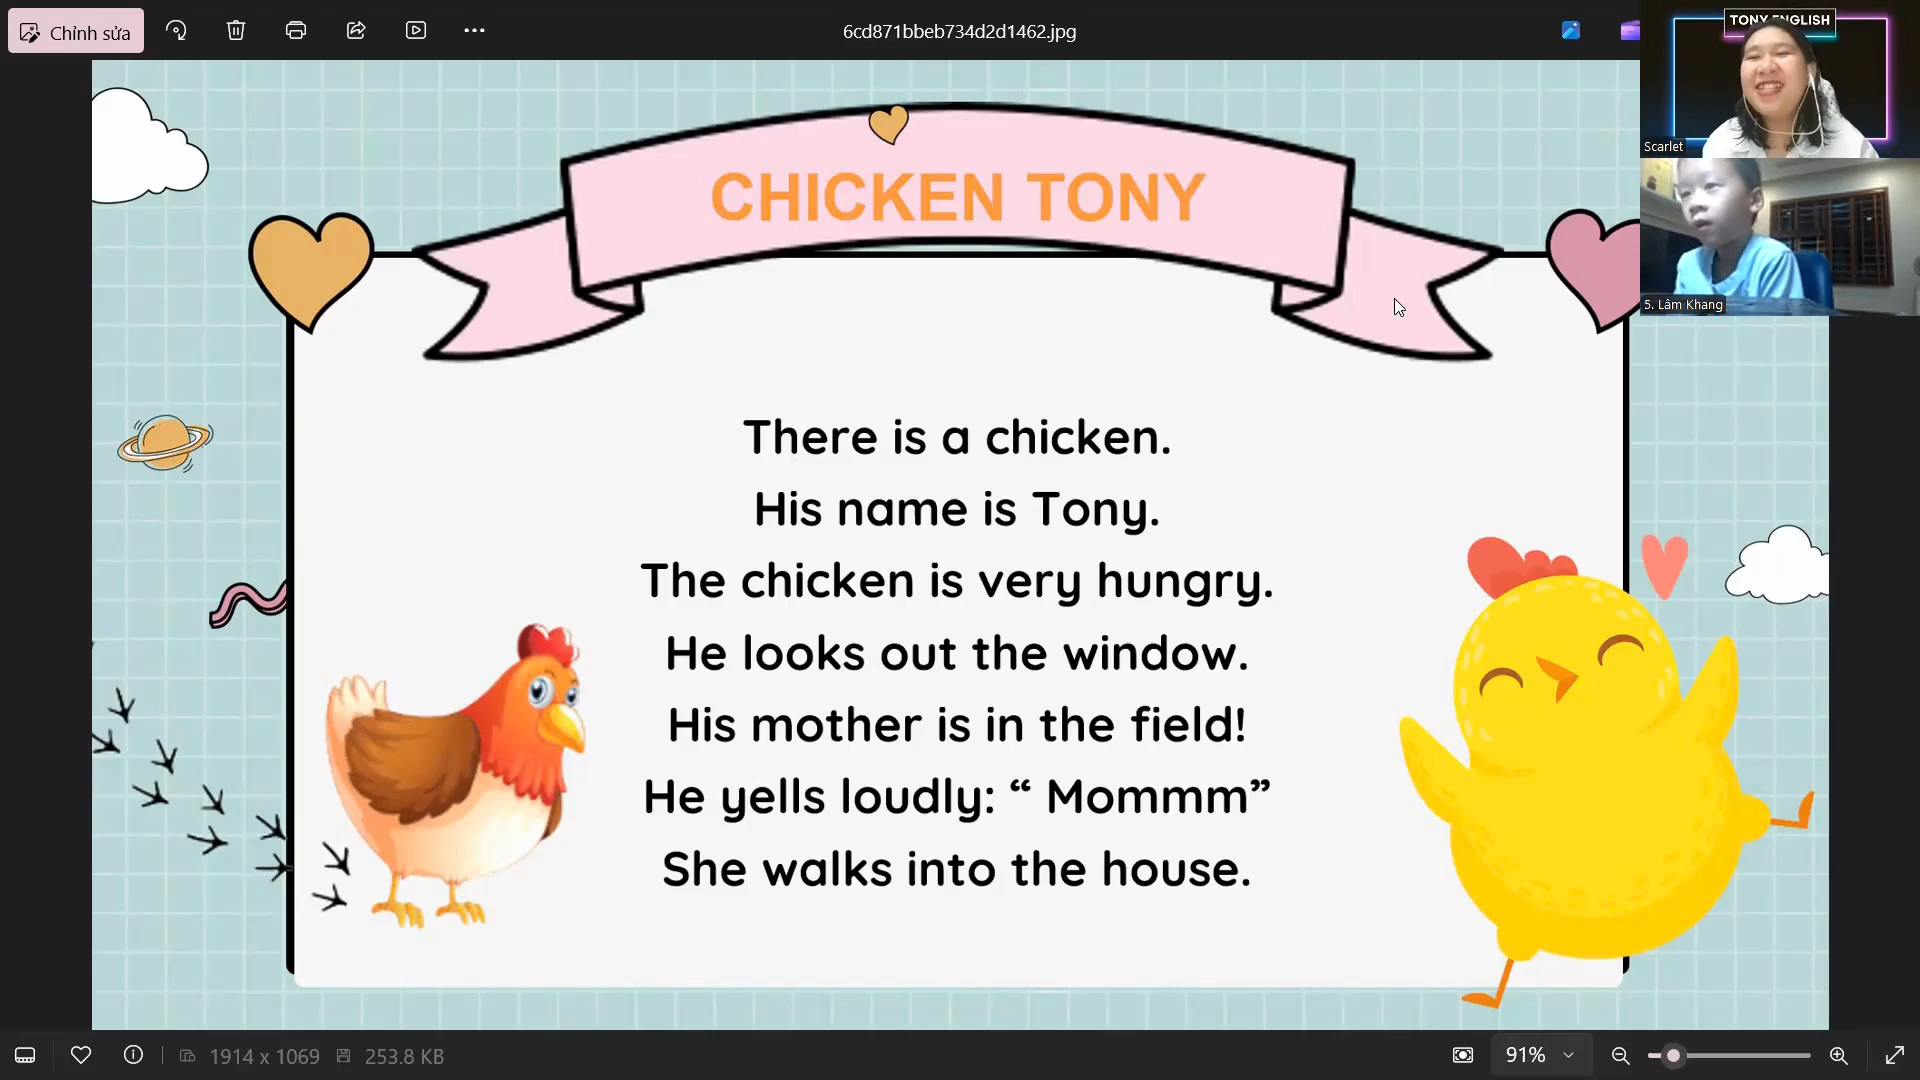 Chỉnh sửa
6cd871bbeb734d2d1462.jpg
TONY ENGLISH
Scarlet
5. Lâm Khang
CHICKEN TONY
There is a chicken.
His name is Tony.
The chicken is very hungry.
He looks out the window.
His mother is in the field!
He yells loudly: “ Mommm”
She walks into the house.
1914 x 1069
253.8 KB
91%